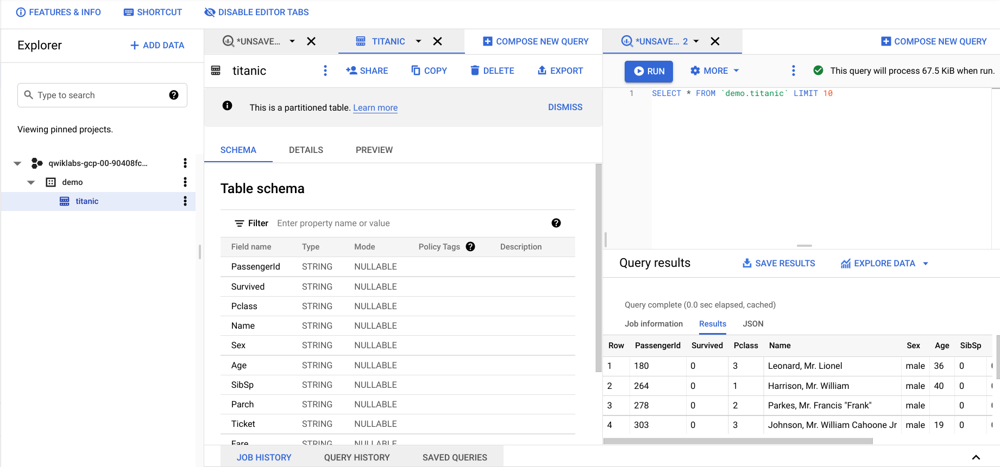 FEATURES & INFO SHORTCUT DISABLE EDITOR TABS
Explorer
ADD DATA
Type to search
Viewing pinned projects.
qwiklabs-gcp-00-90408fc...
demo
titanic
*UNSAVE... TITANIC COMPOSE NEW QUERY
titanic SHARE COPY DELETE EXPORT
This is a partitioned table. Learn more DISMISS
SCHEMA DETAILS PREVIEW
Table schema
Filter Enter property name or value
Field name Type Mode Policy Tags Description
PassengerId STRING NULLABLE
Survived STRING NULLABLE
Pclass STRING NULLABLE
Name STRING NULLABLE
Sex STRING NULLABLE
Age STRING NULLABLE
SibSp STRING NULLABLE
Parch STRING NULLABLE
Ticket STRING NULLABLE
Fare STRING NULLABLE
*UNSAVE... 2 COMPOSE NEW QUERY
RUN MORE This query will process 67.5 KiB when run.
1 SELECT * FROM `demo.titanic` LIMIT 10
Query results SAVE RESULTS EXPLORE DATA
Query complete (0.0 sec elapsed, cached)
Job information Results JSON
Row PassengerId Survived Pclass Name Sex Age SibSp
1 180 0 3 Leonard, Mr. Lionel male 36 0
2 264 0 1 Harrison, Mr. William male 40 0
3 278 0 2 Parkes, Mr. Francis "Frank" male 0
4 303 0 3 Johnson, Mr. William Cahoone Jr male 19 0
JOB HISTORY QUERY HISTORY SAVED QUERIES